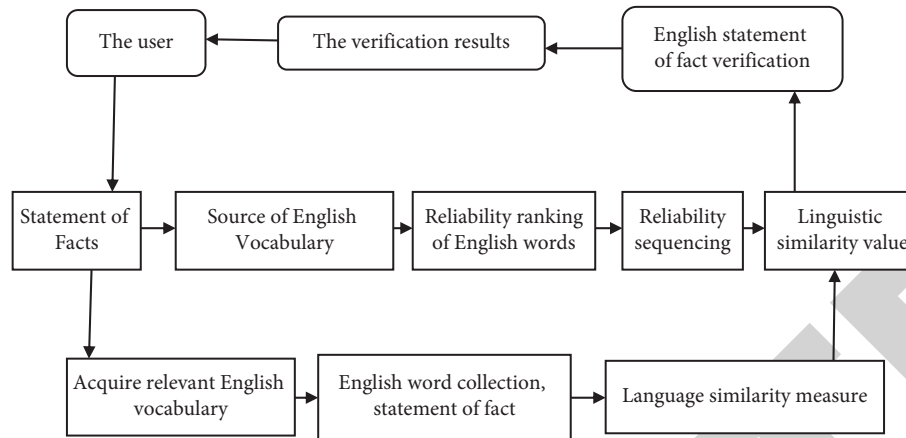 The user
The verification results
English statement
of fact verification
Statement of
Facts
Source of English
Vocabulary
Reliability ranking
of English words
Reliability
sequencing
Linguistic
similarity value
Acquire relevant English
vocabulary
English word collection,
statement of fact
Language similarity measure